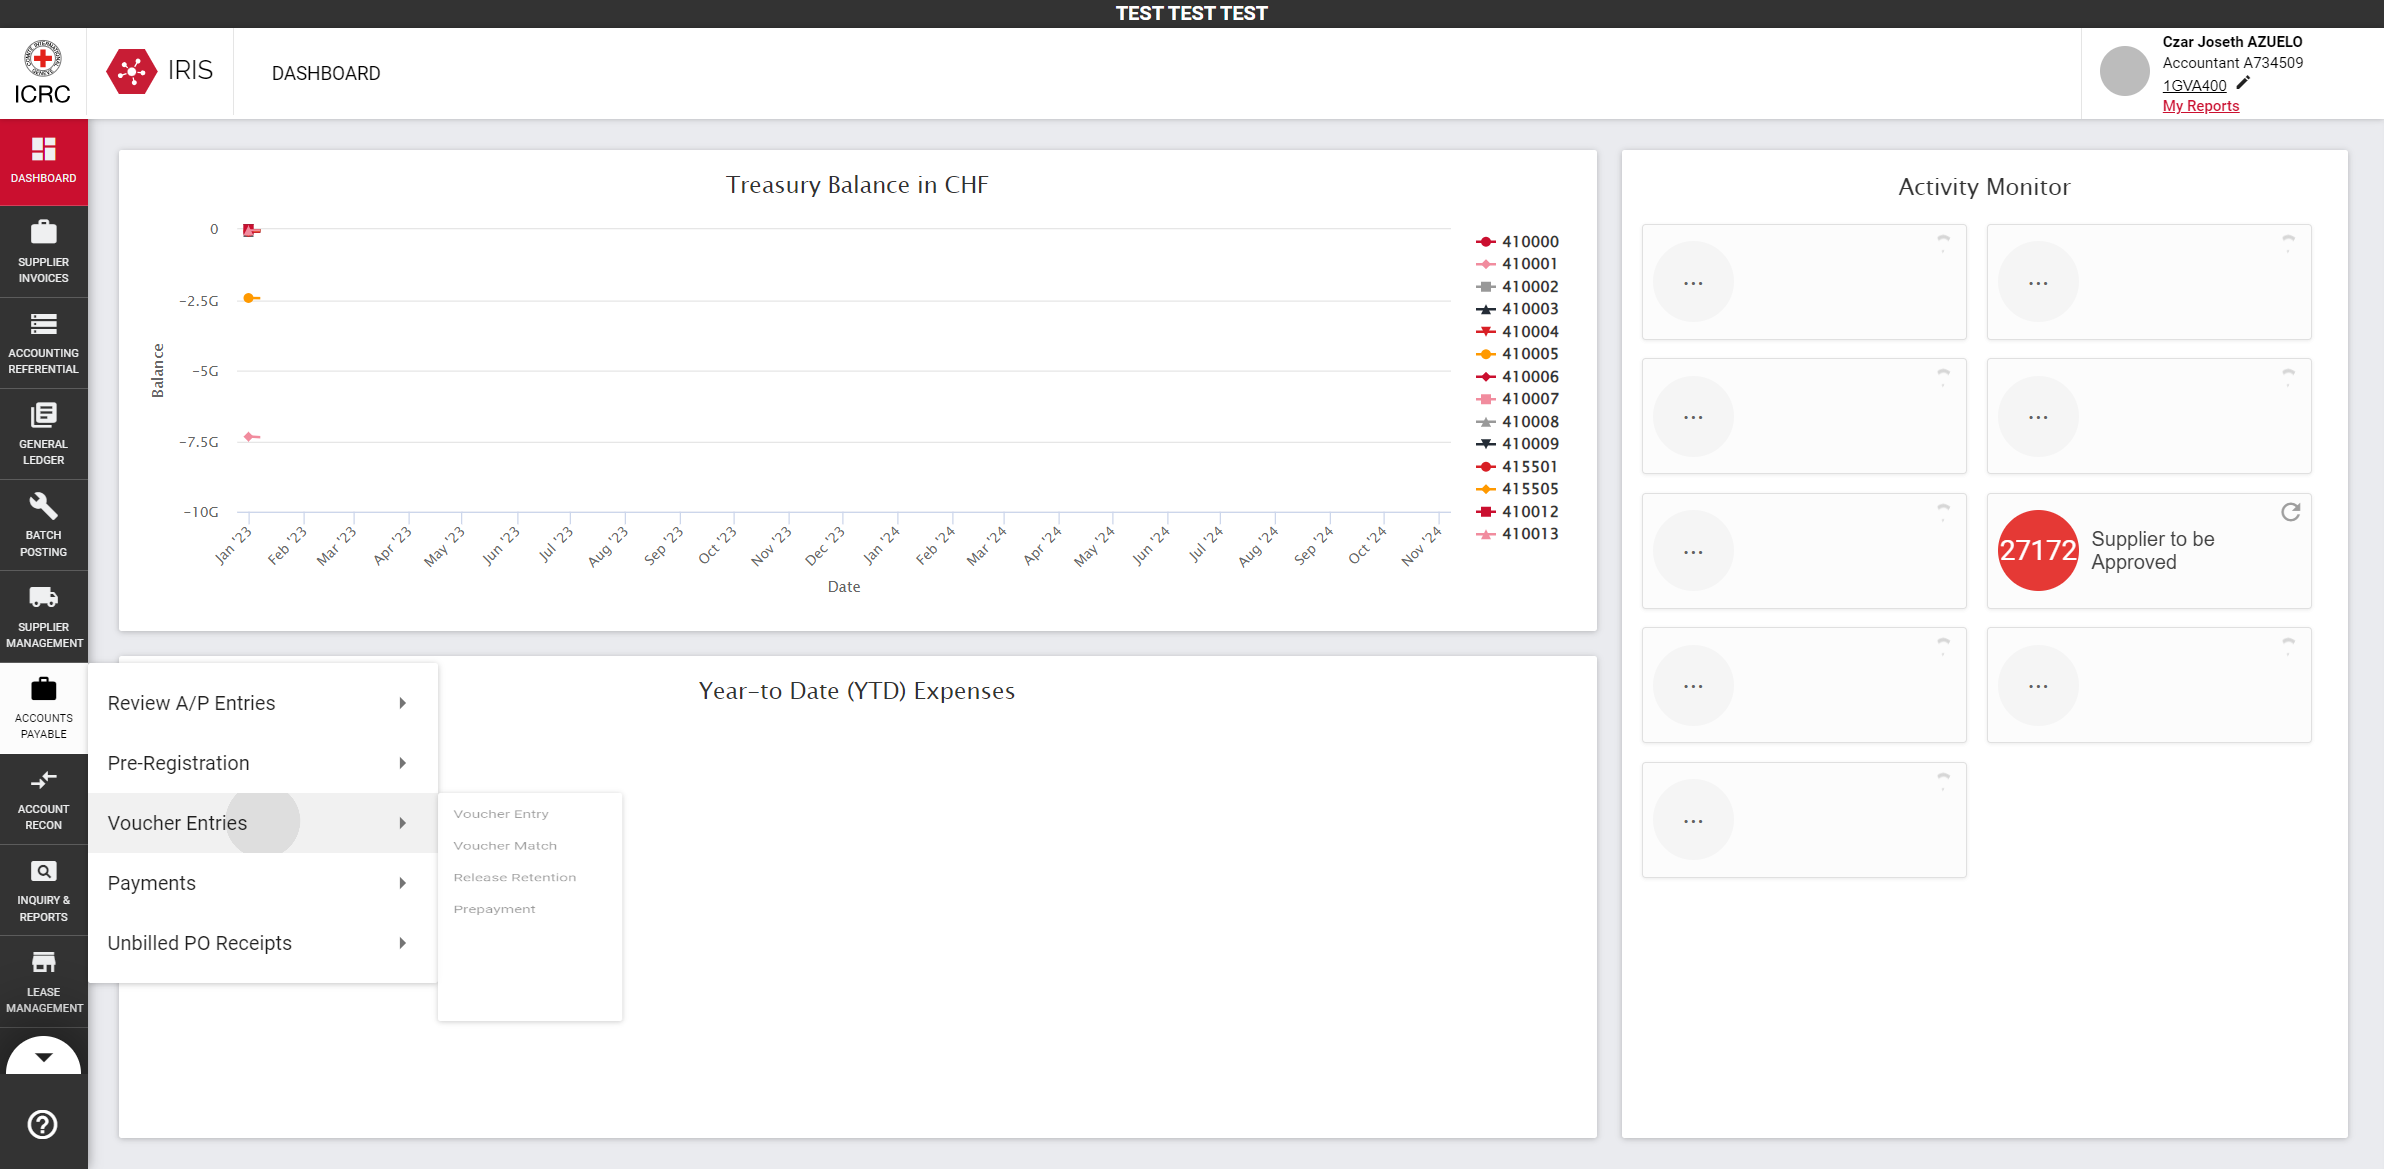 TEST TEST TEST
ICRC
IRIS
DASHBOARD
Czar Joseth AZUELO
Accountant A734509
1GVA400
My Reports
DASHBOARD
SUPPLIER
INVOICES
ACCOUNTING
REFERENTIAL
GENERAL
LEDGER
BATCH
POSTING
SUPPLIER
MANAGEMENT
ACCOUNTS
PAYABLE
ACCOUNT
RECON
INQUIRY &
REPORTS
LEASE
MANAGEMENT
Treasury Balance in CHF
0
-2.5G
-5G
-7.5G
-10G
Balance
Jan '23
Feb '23
Mar '23
Apr '23
May '23
Jun '23
Jul '23
Aug '23
Sep '23
Oct '23
Nov '23
Dec '23
Jan '24
Feb '24
Mar '24
Apr '24
May '24
Jun '24
Jul '24
Aug '24
Sep '24
Oct '24
Nov '24
Date
410000
410001
410002
410003
410004
410005
410006
410007
410008
410009
415501
415505
410012
410013
Activity Monitor
...
...
...
...
...
27172
Supplier to be
Approved
...
...
...
Year-to Date (YTD) Expenses
Review A/P Entries
Pre-Registration
Voucher Entries
Payments
Unbilled PO Receipts
Voucher Entry
Voucher Match
Release Retention
Prepayment